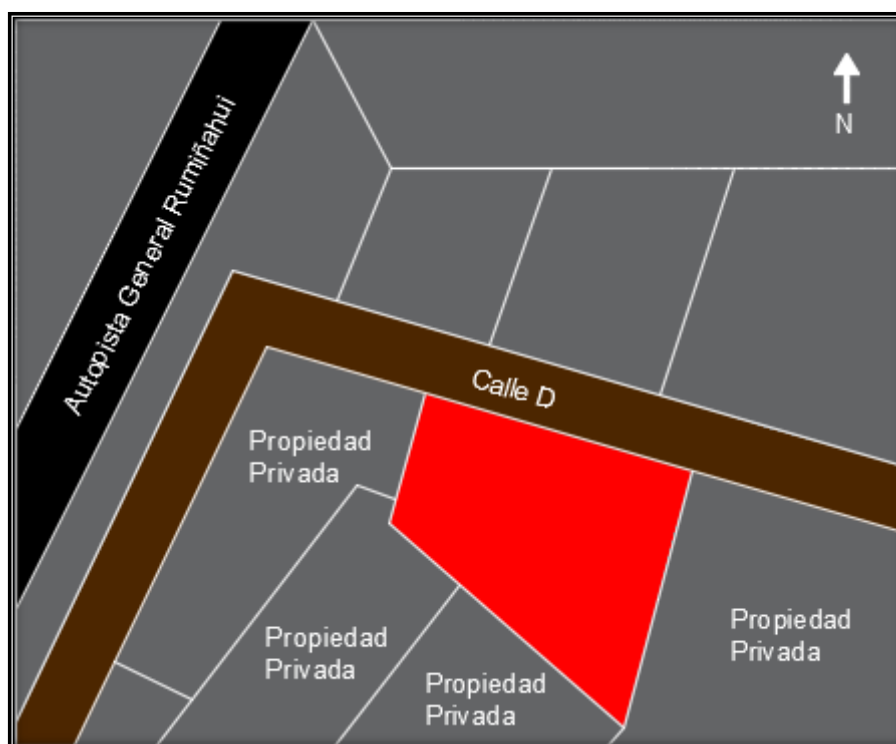 N
Autopista General Rumiñahui
Calle D
Propiedad
Privada
Propiedad
Privada
Propiedad
Privada
Propiedad
Privada